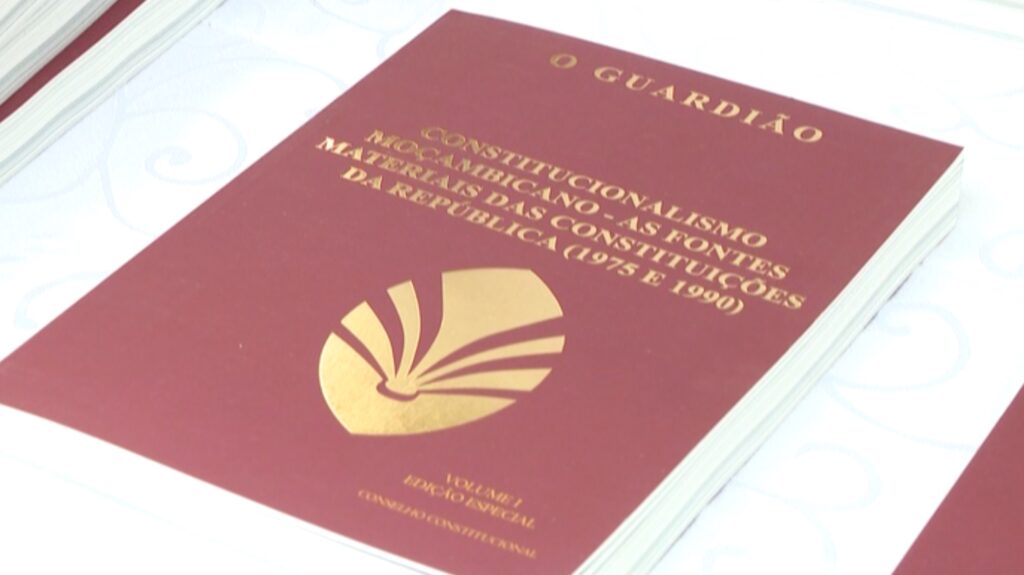 O GUARDIÃO
CONSTITUCIONALISMO
MOÇAMBICANO - AS FONTES
MATERIAIS DAS CONSTITUIÇÕES
DA REPÚBLICA (1975 E 1990)
VOLUME I
EDIÇÃO ESPECIAL
CONSELHO CONSTITUCIONAL